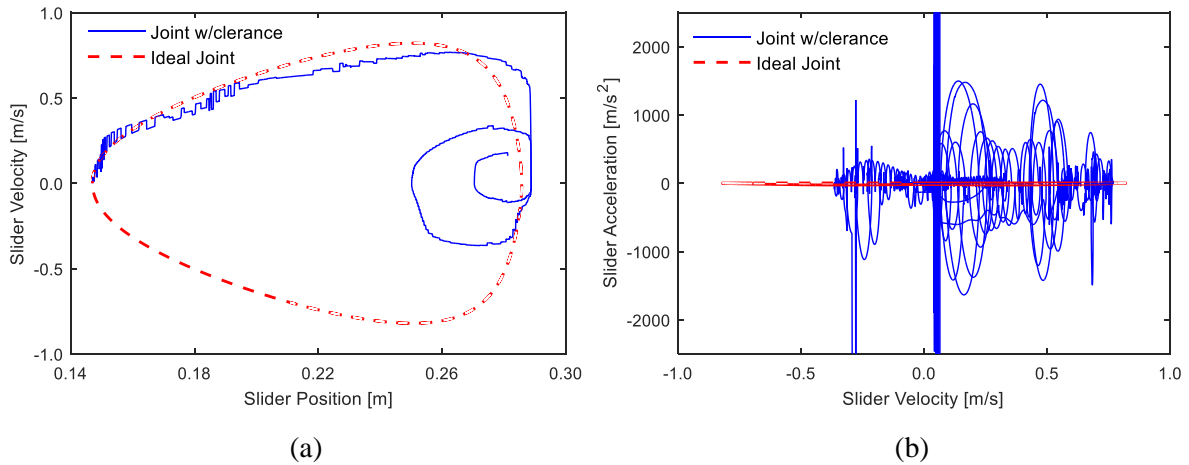 1.0
0.5
0.0
-0.5
-1.0
Slider Velocity [m/s]
Joint w/clerance
Ideal Joint
0.14
0.18
0.22
0.26
0.30
Slider Position [m]
(a)
2000
1000
0
-1000
-2000
Slider Acceleration [m/s²]
Joint w/clerance
Ideal Joint
-1.0
-0.5
0.0
0.5
1.0
Slider Velocity [m/s]
(b)